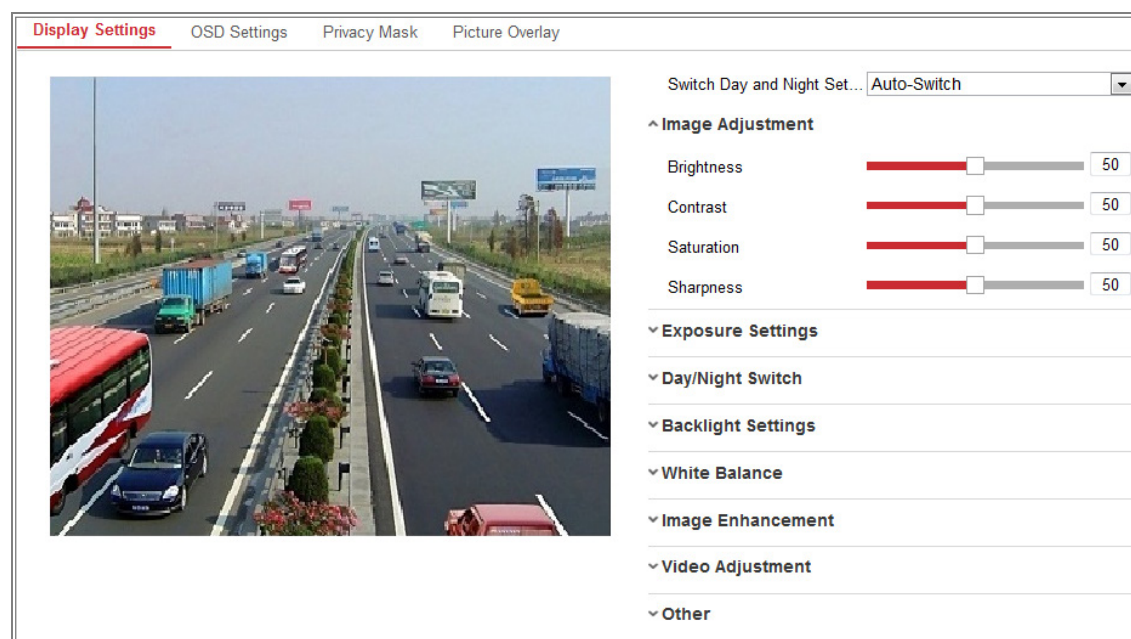 Display Settings OSD Settings Privacy Mask Picture Overlay
Switch Day and Night Set... Auto-Switch
Image Adjustment
Brightness 50
Contrast 50
Saturation 50
Sharpness 50
Exposure Settings
Day/Night Switch
Backlight Settings
White Balance
Image Enhancement
Video Adjustment
Other